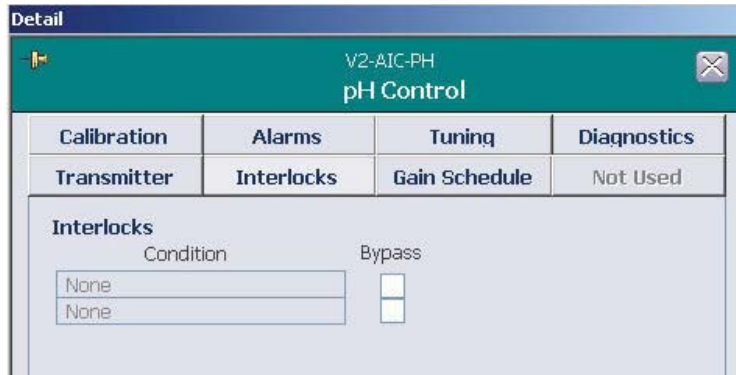 Detail
V2-AIC-PH
pH Control
Calibration Alarms Tuning Diagnostics
Transmitter Interlocks Gain Schedule Not Used
Interlocks
Condition Bypass
None
None